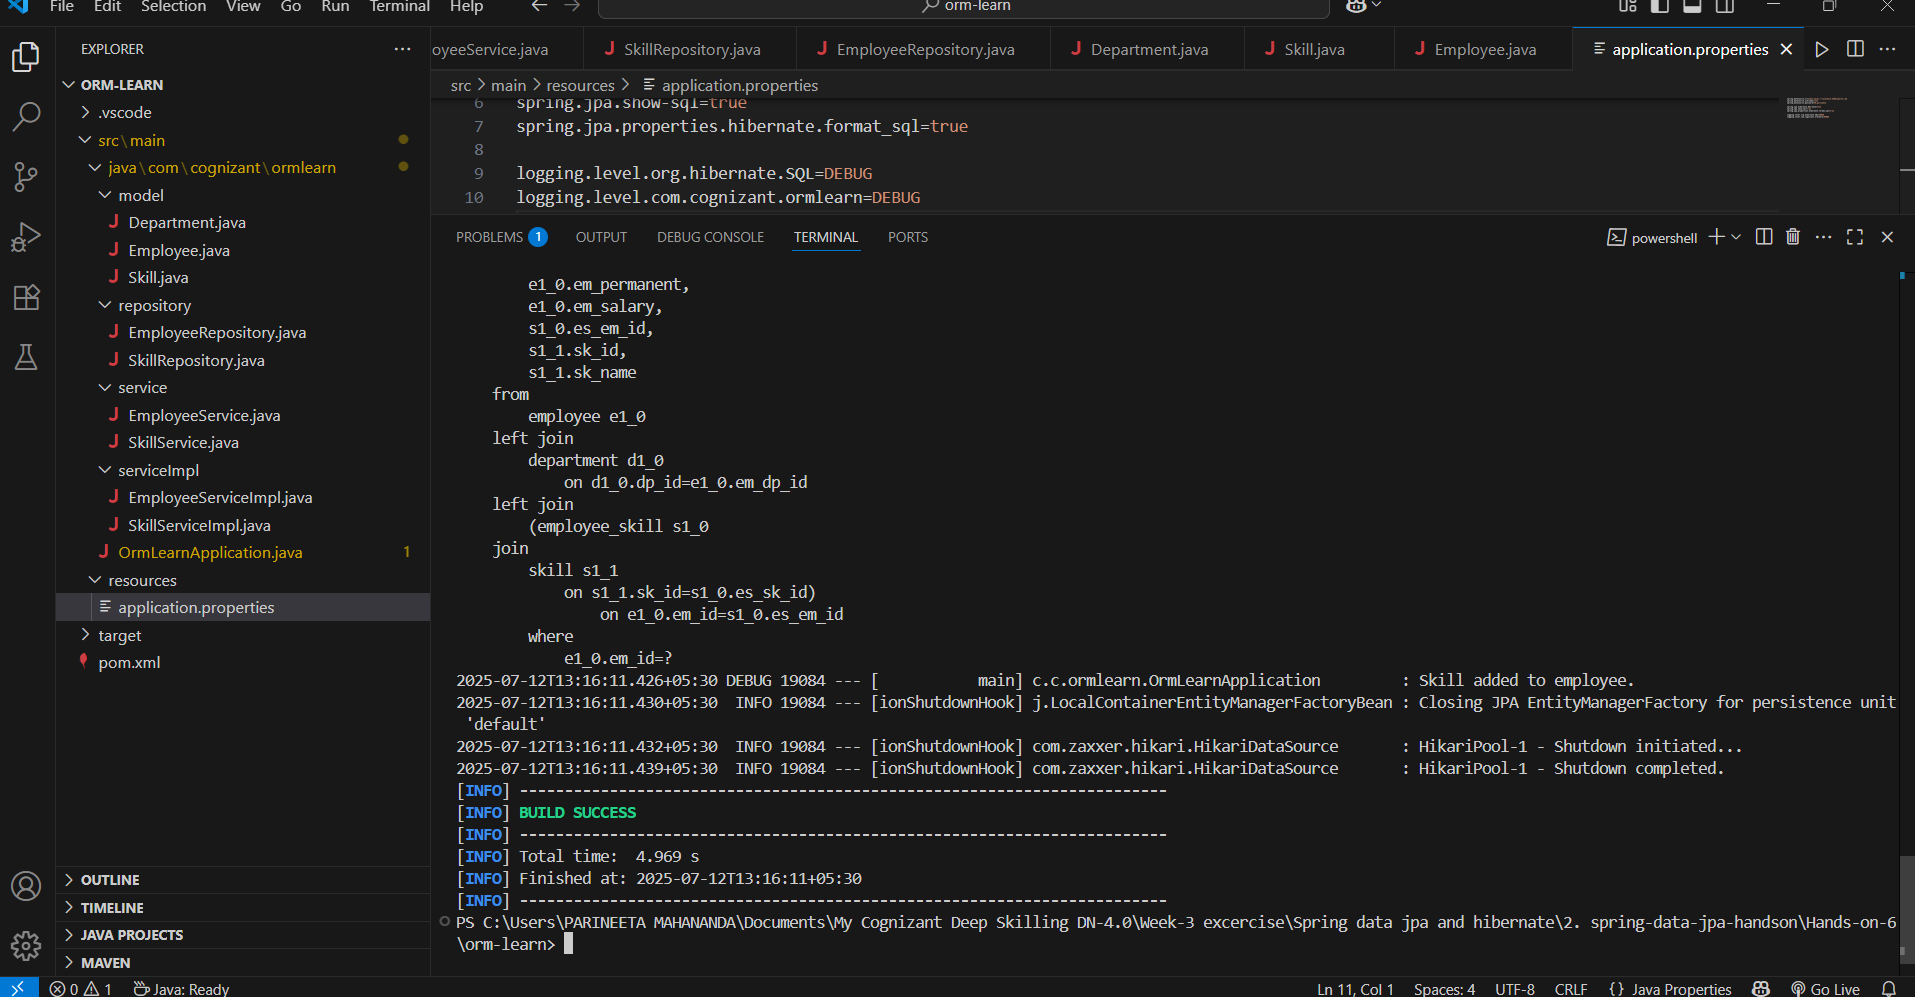 File Edit Selection View Go Run Terminal Help
orm-learn
EXPLORER
ORM-LEARN
.vscode
src\main
java\com\cognizant\ormlearn
model
Department.java
Employee.java
Skill.java
repository
EmployeeRepository.java
SkillRepository.java
service
EmployeeService.java
SkillService.java
serviceImpl
EmployeeServiceImpl.java
SkillServiceImpl.java
OrmLearnApplication.java 1
resources
application.properties
target
pom.xml
OUTLINE
TIMELINE
JAVA PROJECTS
MAVEN
oyeeService.java SkillRepository.java EmployeeRepository.java Department.java Skill.java Employee.java application.properties
src > main > resources > application.properties
6 spring.jpa.show-sql=true
7 spring.jpa.properties.hibernate.format_sql=true
8
9 logging.level.org.hibernate.SQL=DEBUG
10 logging.level.com.cognizant.ormlearn=DEBUG
PROBLEMS 1 OUTPUT DEBUG CONSOLE TERMINAL PORTS
powershell
e1_0.em_permanent,
e1_0.em_salary,
s1_0.es_em_id,
s1_1.sk_id,
s1_1.sk_name
from
employee e1_0
left join
department d1_0
on d1_0.dp_id=e1_0.em_dp_id
left join
(employee_skill s1_0
join
skill s1_1
on s1_1.sk_id=s1_0.es_sk_id)
on e1_0.em_id=s1_0.es_em_id
where
e1_0.em_id=?
2025-07-12T13:16:11.426+05:30 DEBUG 19084 --- [           main] c.c.ormlearn.OrmLearnApplication         : Skill added to employee.
2025-07-12T13:16:11.430+05:30  INFO 19084 --- [ionShutdownHook] j.LocalContainerEntityManagerFactoryBean : Closing JPA EntityManagerFactory for persistence unit
'default'
2025-07-12T13:16:11.432+05:30  INFO 19084 --- [ionShutdownHook] com.zaxxer.hikari.HikariDataSource       : HikariPool-1 - Shutdown initiated...
2025-07-12T13:16:11.439+05:30  INFO 19084 --- [ionShutdownHook] com.zaxxer.hikari.HikariDataSource       : HikariPool-1 - Shutdown completed.
[INFO] ------------------------------------------------------------------------
[INFO] BUILD SUCCESS
[INFO] ------------------------------------------------------------------------
[INFO] Total time:  4.969 s
[INFO] Finished at: 2025-07-12T13:16:11+05:30
[INFO] ------------------------------------------------------------------------
PS C:\Users\PARINEETA MAHANANDA\Documents\My Cognizant Deep Skilling DN-4.0\Week-3 excercise\Spring data jpa and hibernate\2. spring-data-jpa-handson\Hands-on-6
\orm-learn>
0 1 Java: Ready
Ln 11, Col 1 Spaces: 4 UTF-8 CRLF {} Java Properties Go Live